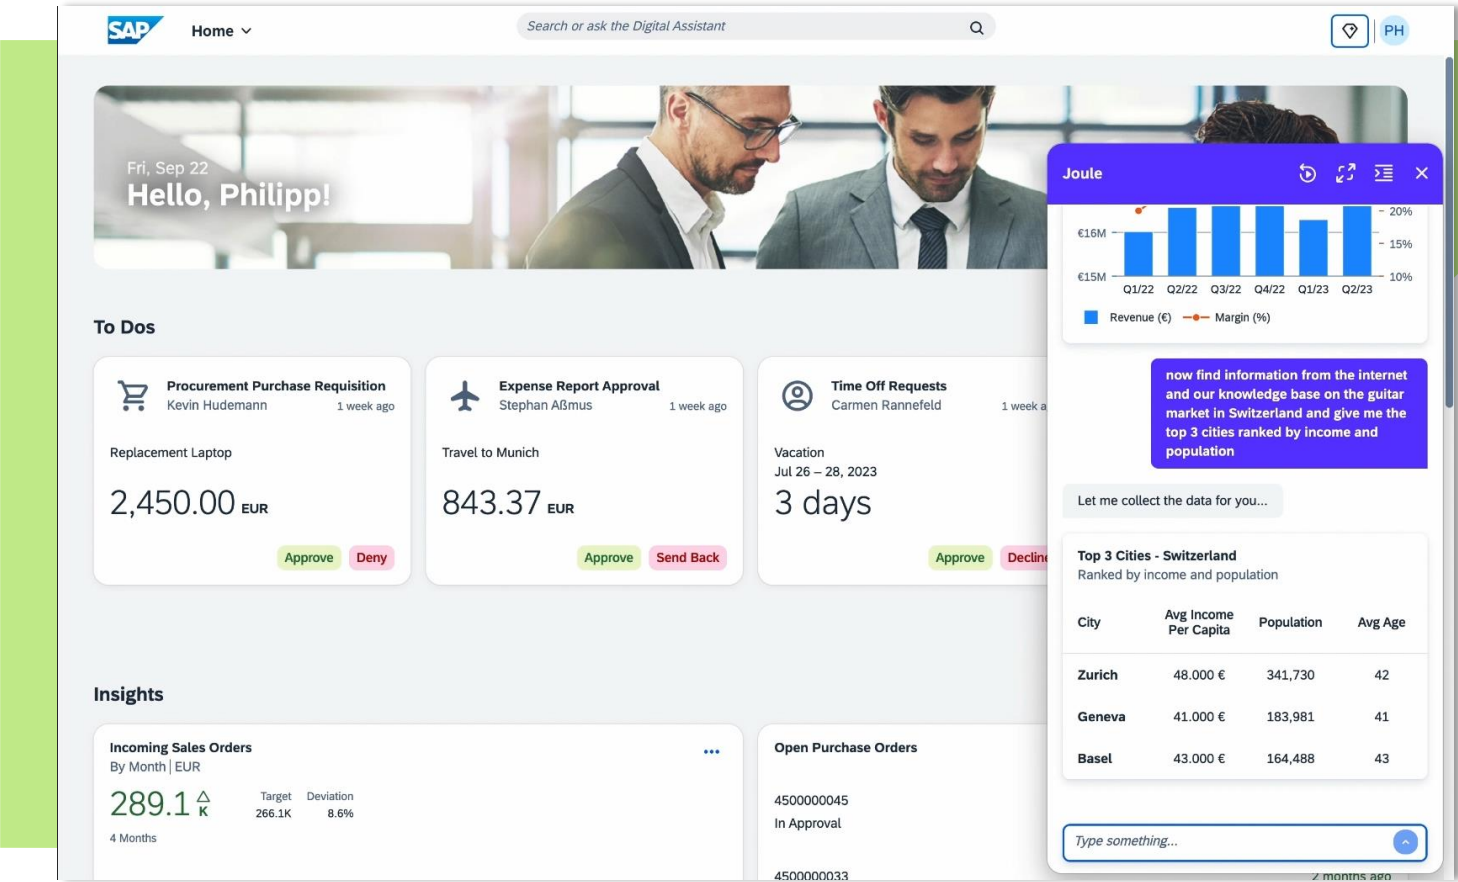 SAP
Home
Search or ask the Digital Assistant
PH
Fri, Sep 22
Hello, Philipp!
To Dos
Procurement Purchase Requisition
Kevin Hudemann 1 week ago
Replacement Laptop
2,450.00 EUR
Approve Deny
Expense Report Approval
Stephan Aßmus 1 week ago
Travel to Munich
843.37 EUR
Approve Send Back
Time Off Requests
Carmen Rannefeld 1 week a
Vacation
Jul 26 – 28, 2023
3 days
Approve Decline
Insights
Incoming Sales Orders
By Month | EUR
289.1 K
Target Deviation
266.1K 8.6%
4 Months
Open Purchase Orders
4500000045
In Approval
4500000033
2 months ago
Joule
20%
€16M
15%
€15M 10%
Q1/22 Q2/22 Q3/22 Q4/22 Q1/23 Q2/23
Revenue (€) Margin (%)
now find information from the internet
and our knowledge base on the guitar
market in Switzerland and give me the
top 3 cities ranked by income and
population
Let me collect the data for you...
Top 3 Cities - Switzerland
Ranked by income and population
City Avg Income Per Capita Population Avg Age
Zurich 48.000 € 341,730 42
Geneva 41.000 € 183,981 41
Basel 43.000 € 164,488 43
Type something...